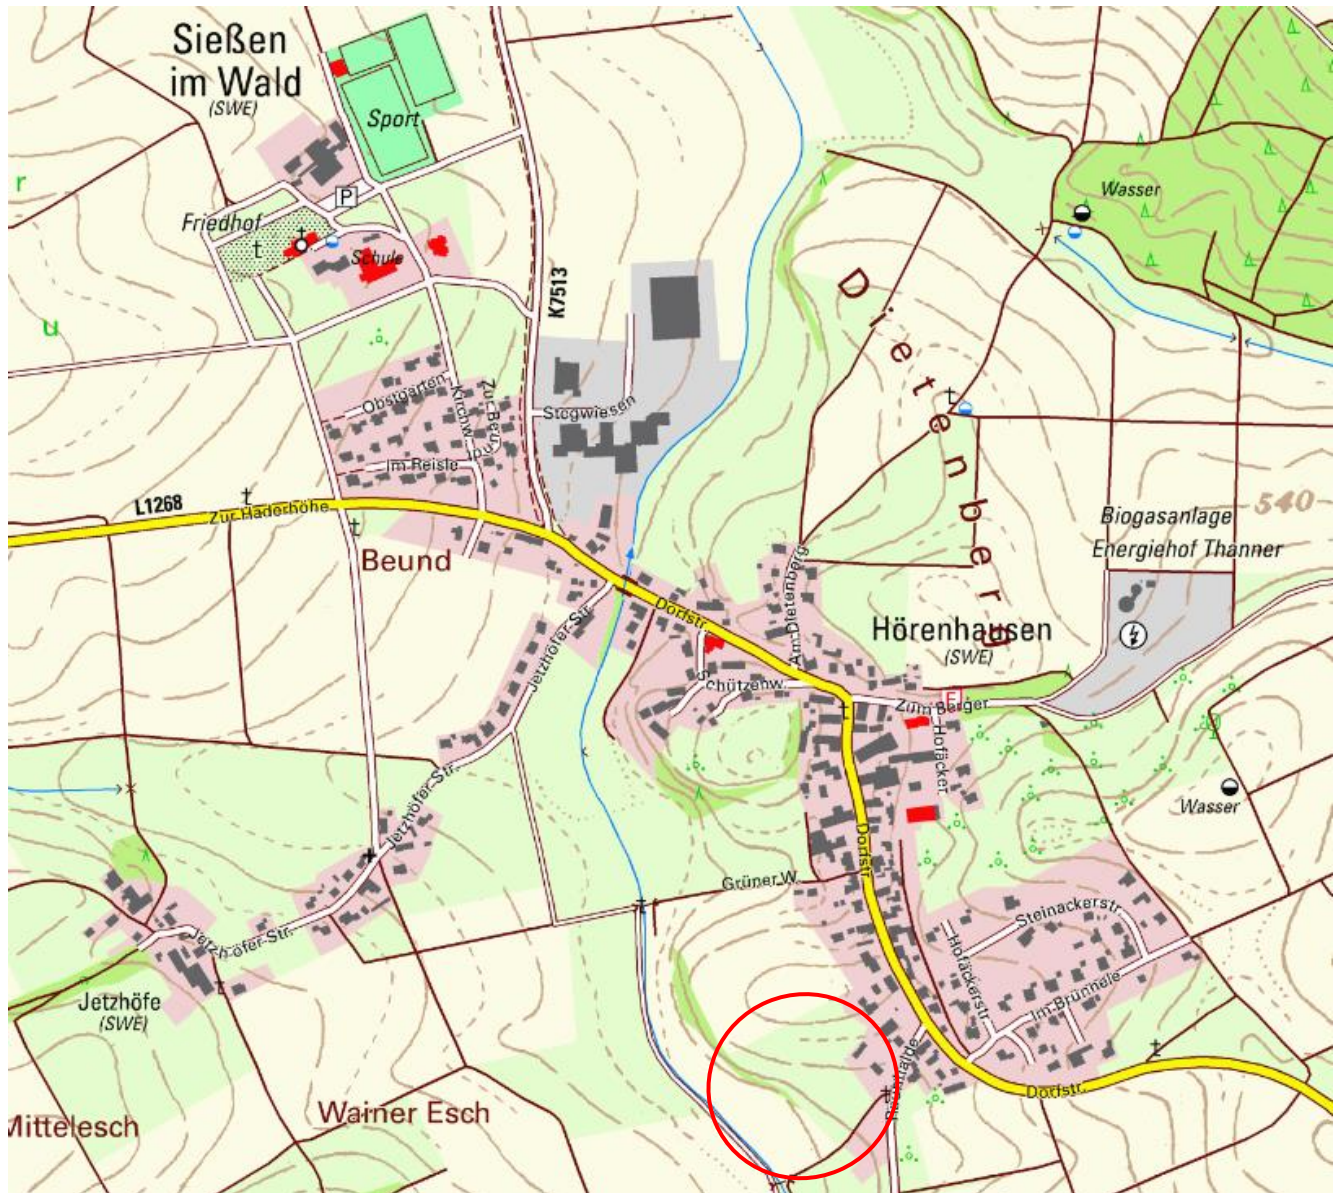 Sießen
im Wald
(SWE)
Sport
r
P
Friedhof
Schule
Wasser
K7513
u
Dietenberg
Obstgarten
Kirchw.
Stegwiesen
Im Reisle
L1268
Zur Haderhöhe
540
Biogasanlage
Energiehof Thanner
Beund
Dorfstr.
Am Dietenberg
Hörenhausen
(SWE)
Jetzhöfer-Str.
Schützenw.
Zum Berger
F
Hofäcker
Wasser
Jetzhöfer-Str.
Dorfstr.
Grüner W.
Steinackerstr.
Jetzhöfer-Str.
Hofäckerstr.
Im Brünnele
Jetzhöfe
(SWE)
Dorfstr.
Mittelesch
Wainer Esch